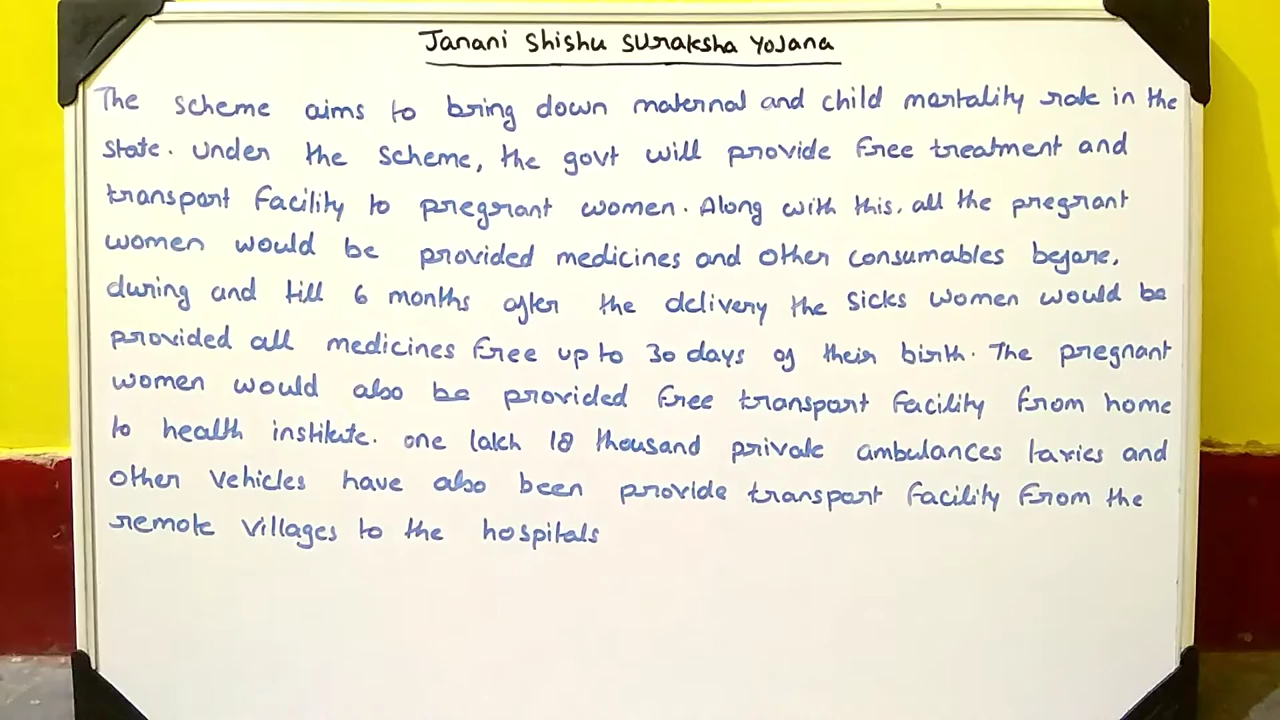 Janani Shishu Suraksha Yojana
The scheme aims to bring down maternal and child mortality rate in the
state. Under the scheme, the govt will provide free treatment and
transport facility to pregnant women. Along with this, all the pregnant
women would be provided medicines and other consumables before,
during and till 6 months after the delivery the sicks women would be
provided all medicines free up to 30 days of their birth. The pregnant
women would also be provided free transport facility from home
to health institute. one lakh 18 thousand private ambulances taxies and
other vehicles have also been provide transport facility from the
remote villages to the hospitals